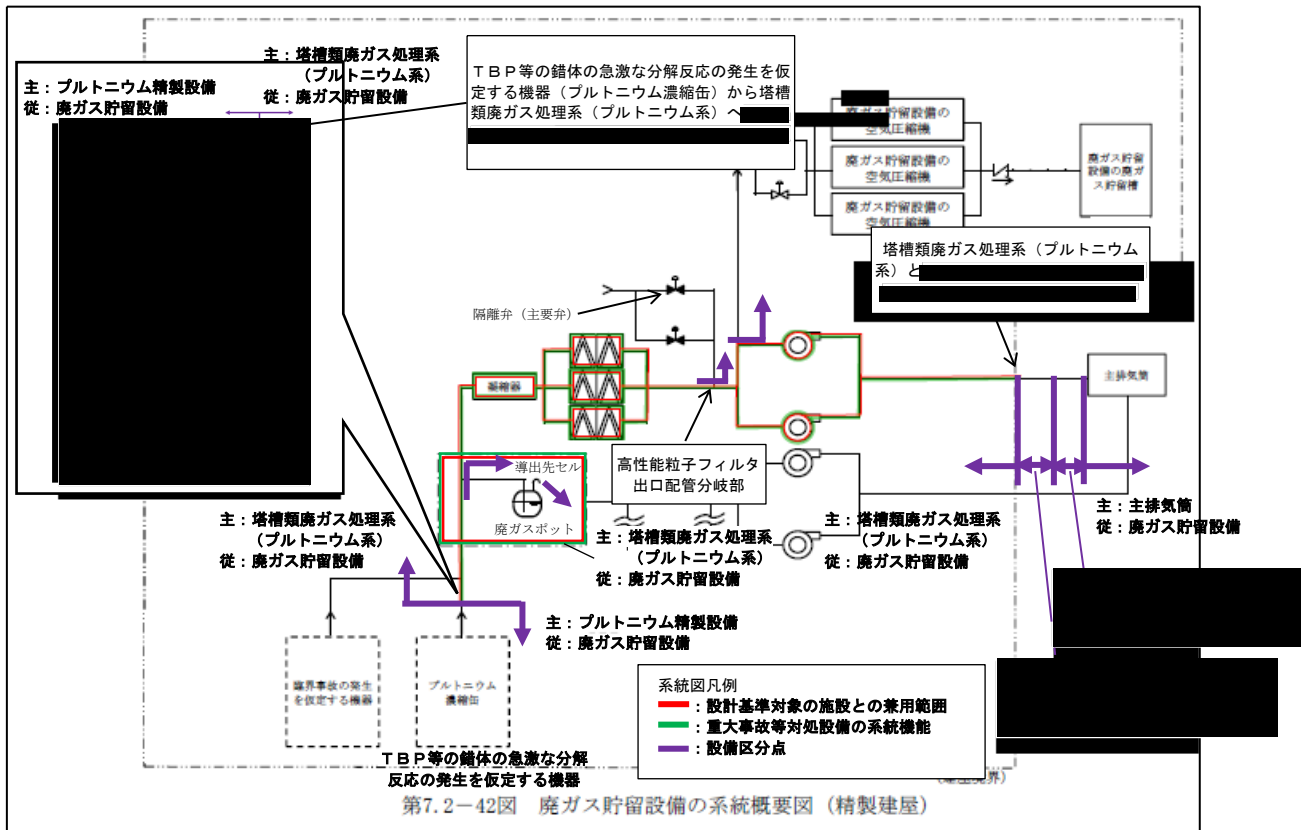 主：プルトニウム精製設備
従：廃ガス貯留設備
主：塔槽類廃ガス処理系
（プルトニウム系）
従：廃ガス貯留設備
ＴＢＰ等の錯体の急激な分解反応の発生を仮
定する機器（プルトニウム濃縮缶）から塔槽
類廃ガス処理系（プルトニウム系）へ
廃ガス貯留設備の
空気圧縮機
廃ガス貯留設備の
空気圧縮機
廃ガス貯留設備の
空気圧縮機
廃ガス貯留
設備の廃ガ
ス貯留槽
塔槽類廃ガス処理系（プルトニウム
系）と
隔離弁（主要弁）
凝縮器
主排気筒
導出先セル
廃ガスポット
高性能粒子フィルタ
出口配管分岐部
主：塔槽類廃ガス処理系
（プルトニウム系）
従：廃ガス貯留設備
主：塔槽類廃ガス処理系
（プルトニウム系）
従：廃ガス貯留設備
主：塔槽類廃ガス処理系
（プルトニウム系）
従：廃ガス貯留設備
主：主排気筒
従：廃ガス貯留設備
主：プルトニウム精製設備
従：廃ガス貯留設備
臨界事故の発生
を仮定する機器
プルトニウム
濃縮缶
ＴＢＰ等の錯体の急激な分解
反応の発生を仮定する機器
系統図凡例
：設計基準対象の施設との兼用範囲
：重大事故等対処設備の系統機能
：設備区分点
第7.2－42図　廃ガス貯留設備の系統概要図（精製建屋）